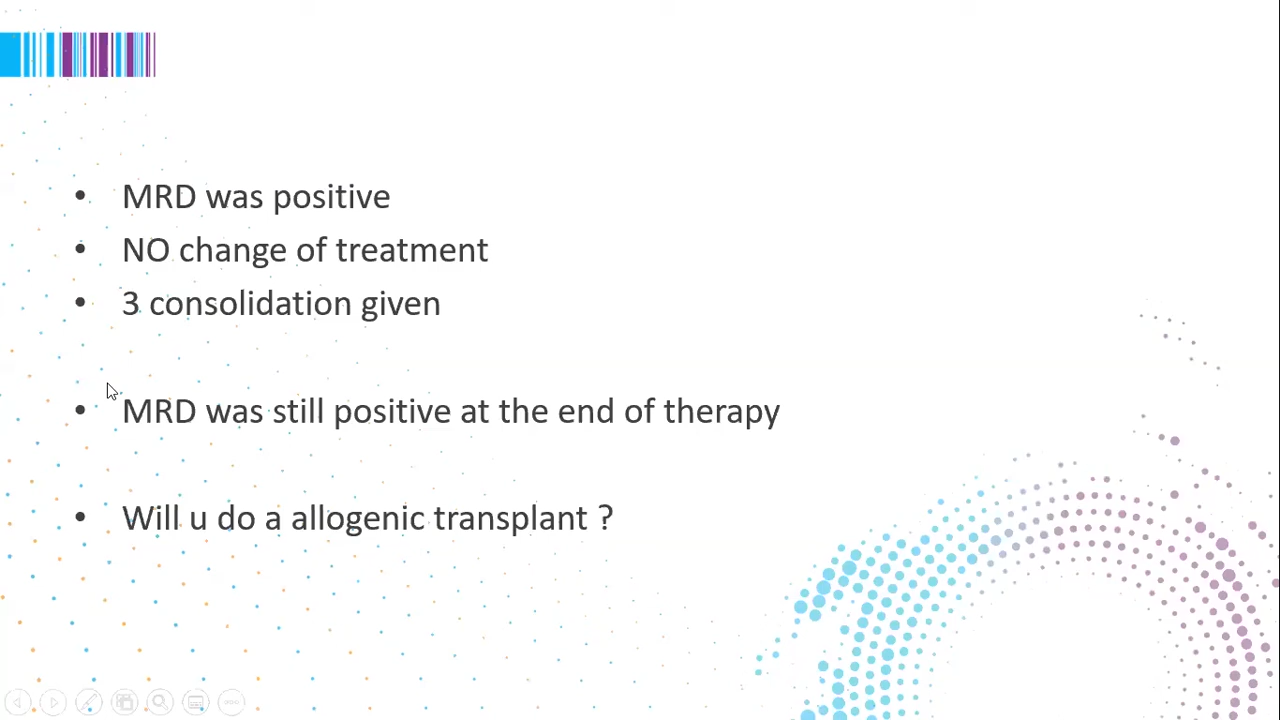 • MRD was positive
• NO change of treatment
• 3 consolidation given
• MRD was still positive at the end of therapy
• Will u do a allogenic transplant ?